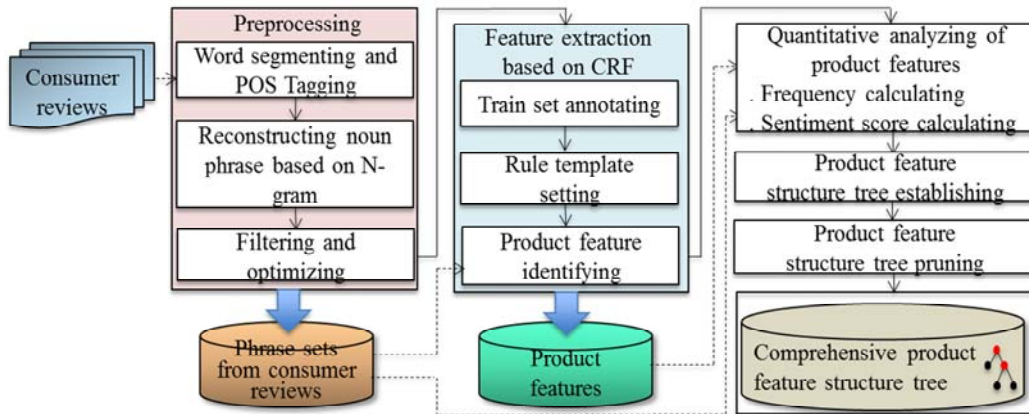 Consumer
reviews
Preprocessing
Word segmenting and
POS Tagging
Reconstructing noun
phrase based on N-
gram
Filtering and
optimizing
Phrase sets
from consumer
reviews
Feature extraction
based on CRF
Train set annotating
Rule template
setting
Product feature
identifying
Product
features
Quantitative analyzing of
product features
. Frequency calculating
. Sentiment score calculating
Product feature
structure tree establishing
Product feature
structure tree pruning
Comprehensive product
feature structure tree